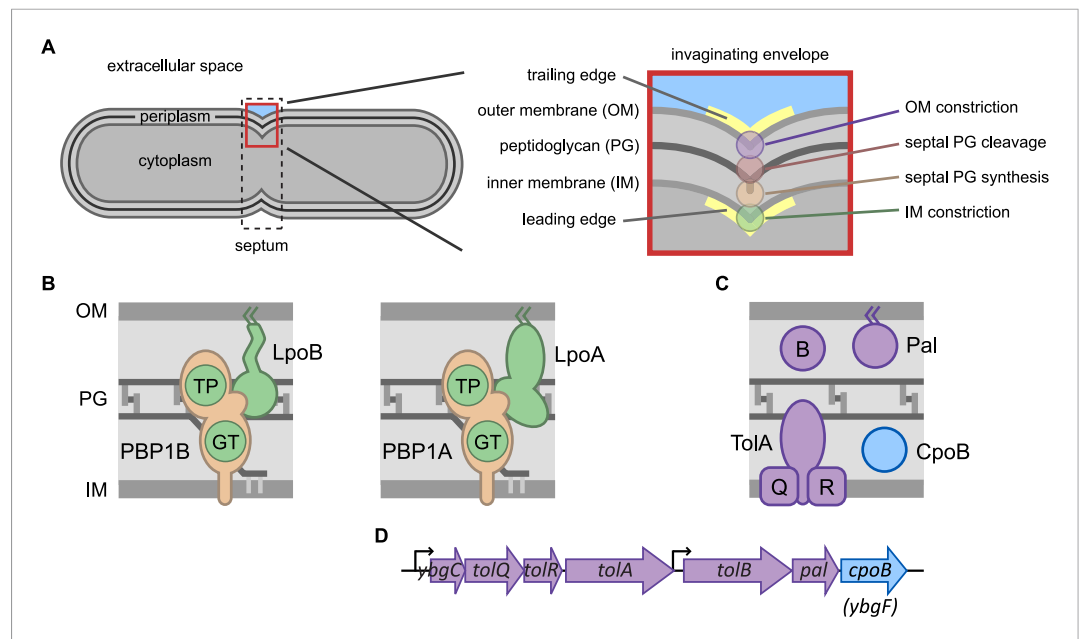 A
extracellular space
periplasm
cytoplasm
septum
invaginating envelope
trailing edge
outer membrane (OM)
peptidoglycan (PG)
inner membrane (IM)
leading edge
OM constriction
septal PG cleavage
septal PG synthesis
IM constriction
B
OM
PG
IM
LpoB
TP
GT
PBP1B
LpoA
TP
GT
PBP1A
C
B
Pal
TolA
Q
R
CpoB
D
ybgC tolQ tolR tolA tolB pal cpoB
(ybgF)